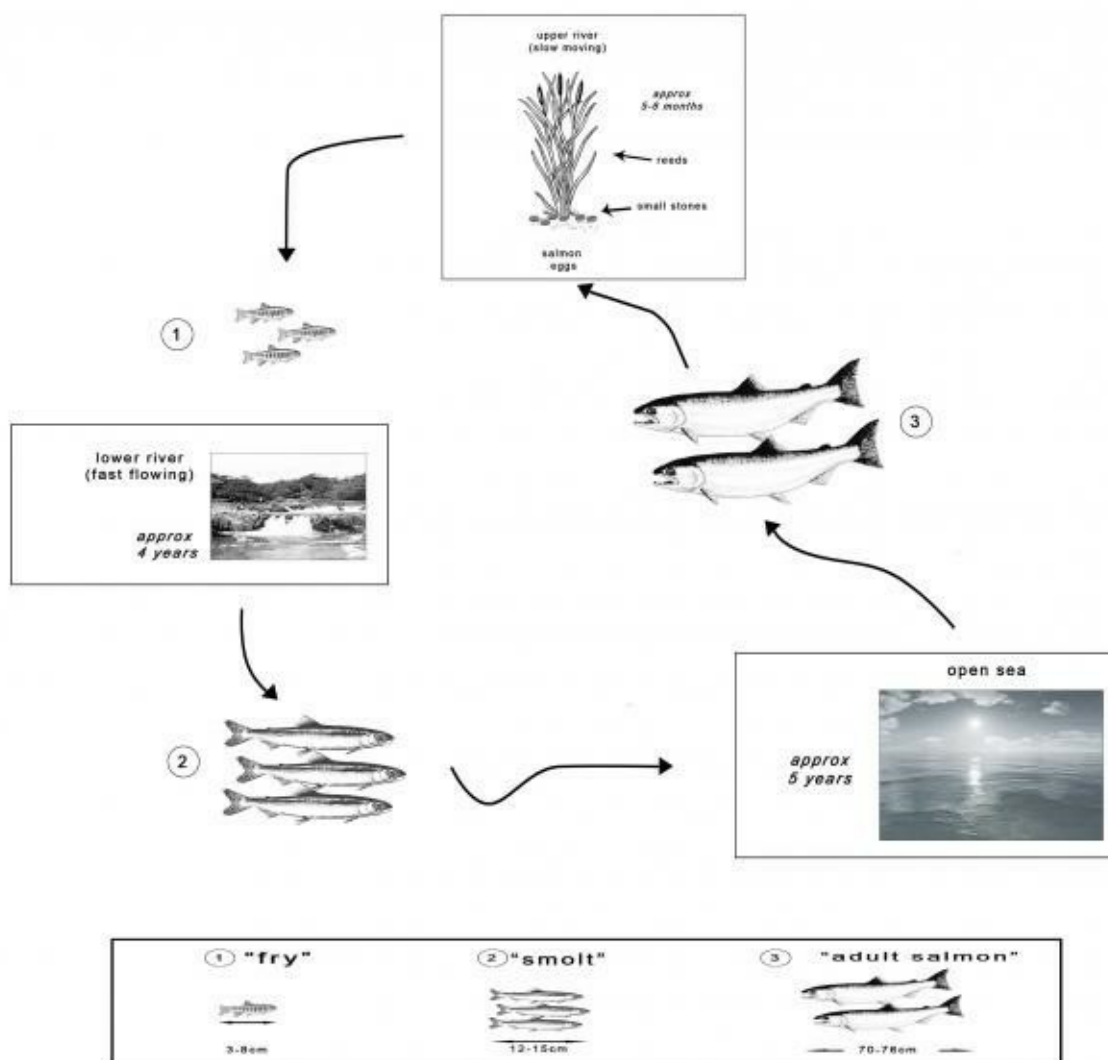 upper river
(slow moving)
approx
5-6 months
reeds
small stones
salmon
eggs
1
lower river
(fast flowing)
approx
4 years
3
open sea
approx
5 years
2
1 "fry"
2 "smolt"
3 "adult salmon"
3-8cm
12-15cm
70-76cm